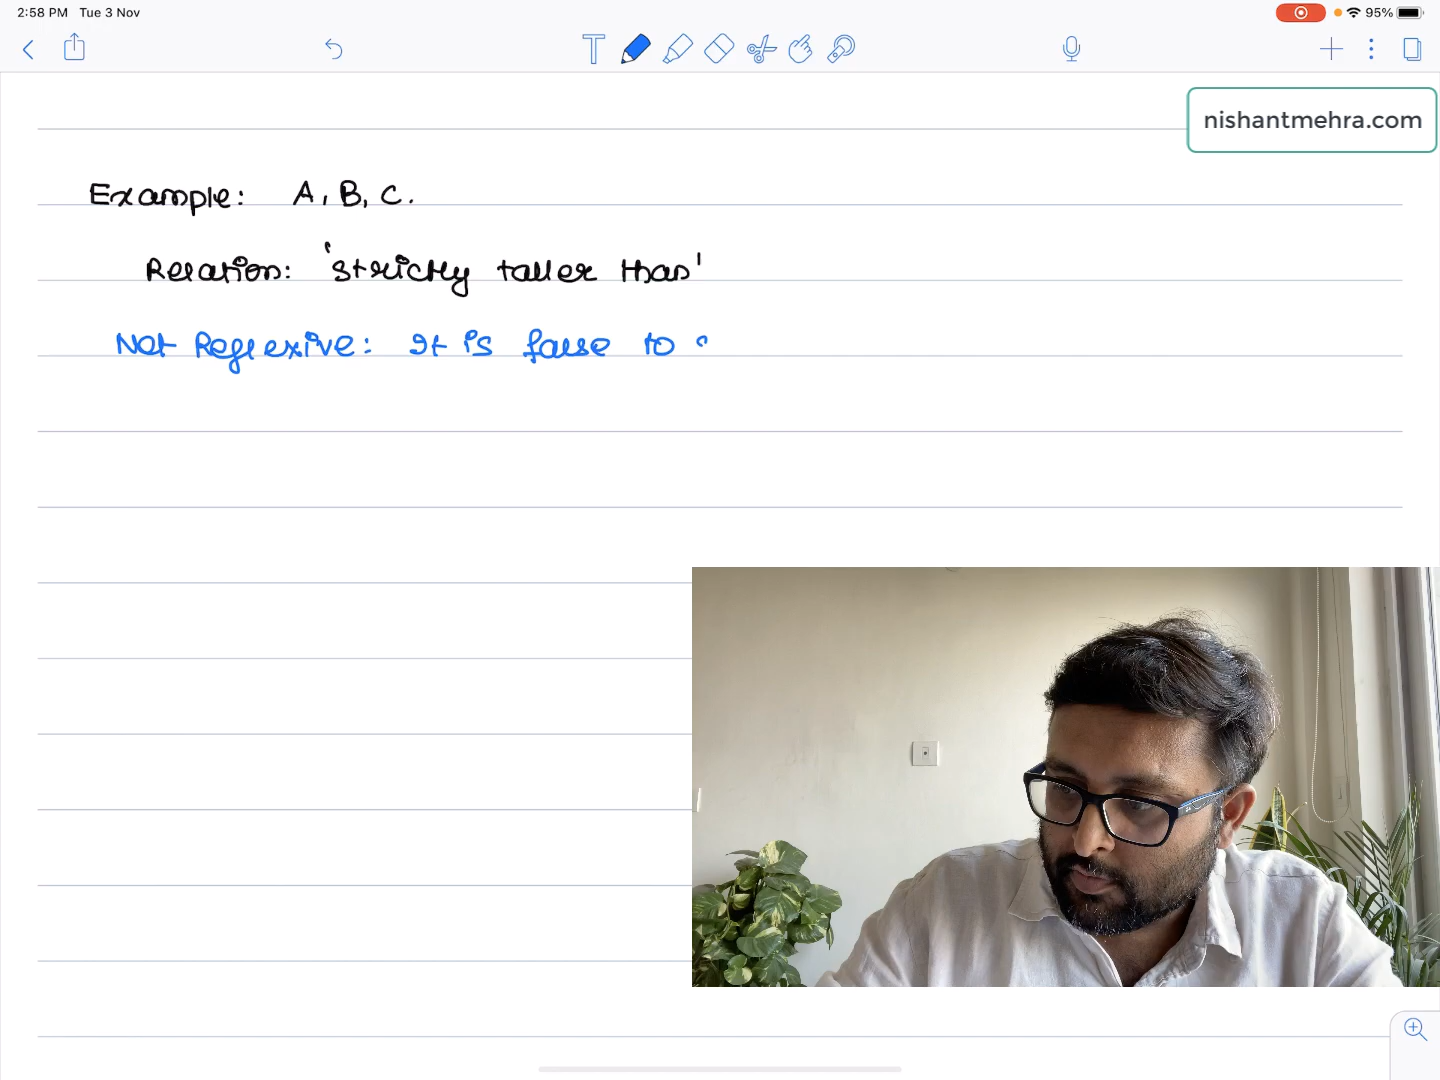 2:58 PM Tue 3 Nov
95%
nishantmehra.com
Example: A, B, C.
Relation: 'strictly taller than'
Not Reflexive: It is false to s